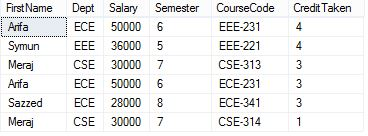 FirstName Dept Salary Semester CourseCode CreditTaken
Arifa ECE 50000 6 EEE-231 4
Symun EEE 36000 5 EEE-221 4
Meraj CSE 30000 7 CSE-313 3
Arifa ECE 50000 6 ECE-231 3
Sazzed ECE 28000 8 ECE-341 3
Meraj CSE 30000 7 CSE-314 1